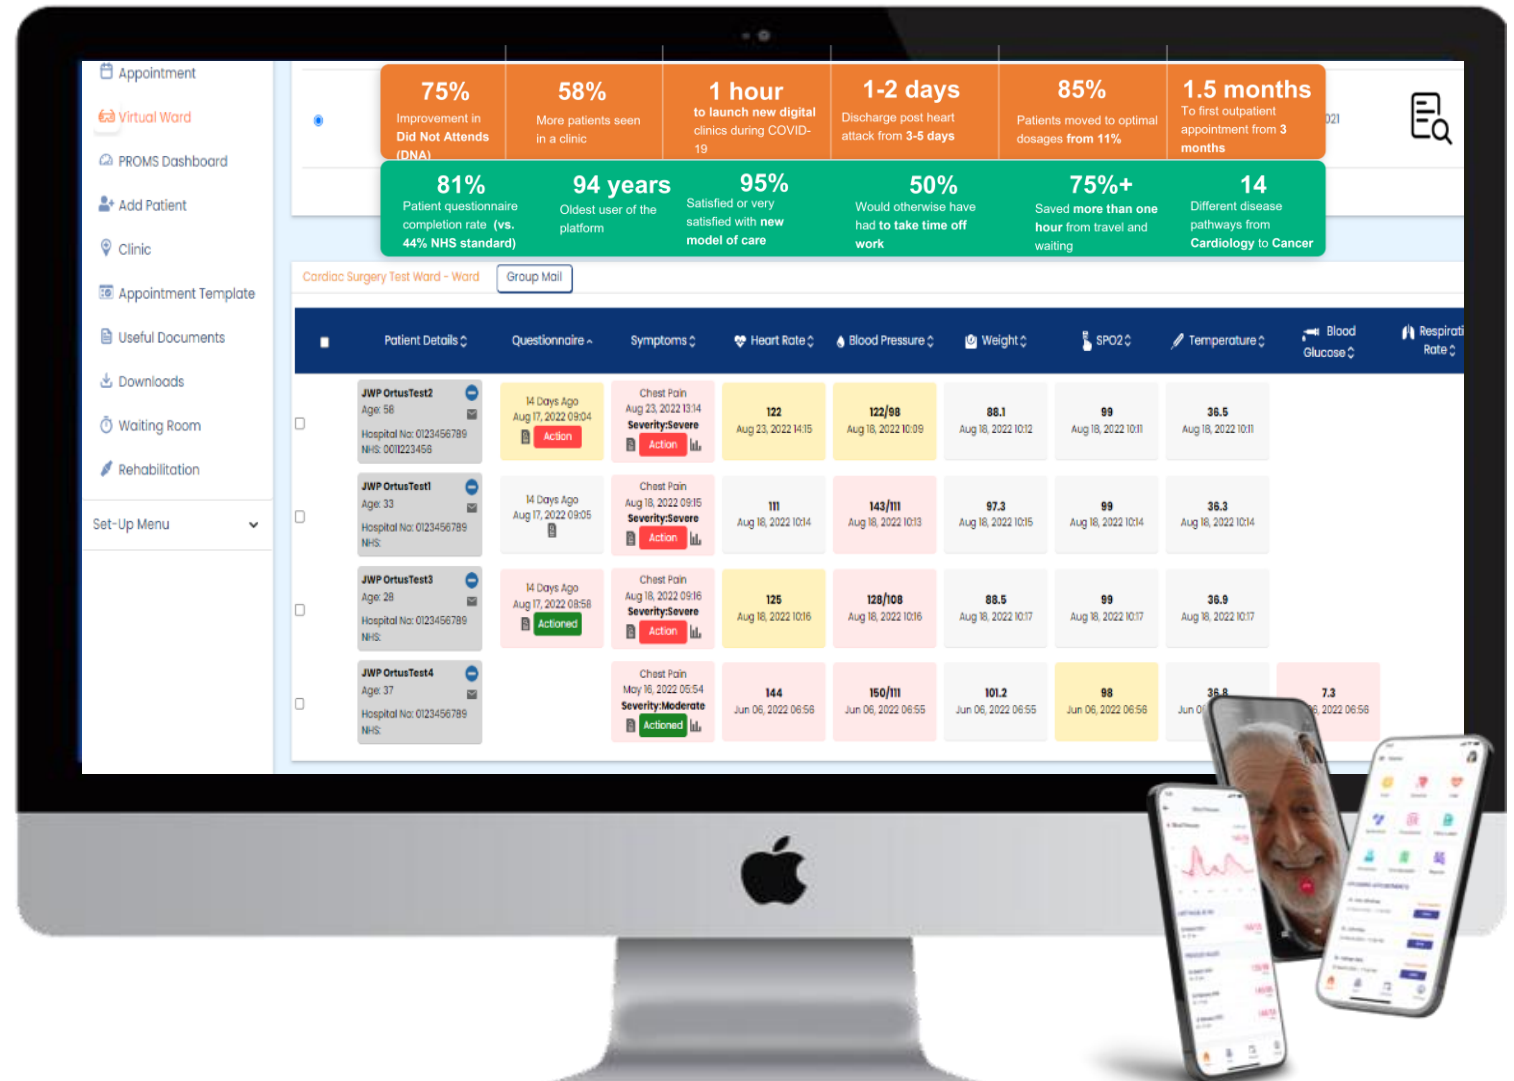 Appointment
Virtual Ward
PROMS Dashboard
Add Patient
Clinic
Appointment Template
Useful Documents
Downloads
Waiting Room
Rehabilitation
Set-Up Menu
75%
Improvement in
Did Not Attends
(DNA)
58%
More patients seen
in a clinic
1 hour
to launch new digital
clinics during COVID-
19
1-2 days
Discharge post heart
attack from 3-5 days
85%
Patients moved to optimal
dosages from 11%
1.5 months
To first outpatient
appointment from 3
months
021
81%
Patient questionnaire
completion rate (vs.
44% NHS standard)
94 years
Oldest user of the
platform
95%
Satisfied or very
satisfied with new
model of care
50%
Would otherwise have
had to take time off
work
75%+
Saved more than one
hour from travel and
waiting
14
Different disease
pathways from
Cardiology to Cancer
Cardiac Surgery Test Ward - Ward
Group Mail
Patient Details
Questionnaire
Symptoms
Heart Rate
Blood Pressure
Weight
SPO2
Temperature
Blood
Glucose
Respirati
Rate
JWP OrtusTest2
Age: 58
Hospital No: 0123456789
NHS: 0011223456
14 Days Ago
Aug 17, 2022 09:04
Action
Chest Pain
Aug 23, 2022 13:14
Severity:Severe
Action
122
Aug 23, 2022 14:15
122/98
Aug 18, 2022 10:09
88.1
Aug 18, 2022 10:12
99
Aug 18, 2022 10:11
36.5
Aug 18, 2022 10:11
JWP OrtusTest1
Age: 33
Hospital No: 0123456789
NHS:
14 Days Ago
Aug 17, 2022 09:05
Chest Pain
Aug 18, 2022 09:15
Severity:Severe
Action
111
Aug 18, 2022 10:14
143/111
Aug 18, 2022 10:13
97.3
Aug 18, 2022 10:15
99
Aug 18, 2022 10:14
36.3
Aug 18, 2022 10:14
JWP OrtusTest3
Age: 28
Hospital No: 0123456789
NHS:
14 Days Ago
Aug 17, 2022 08:58
Actioned
Chest Pain
Aug 18, 2022 09:16
Severity:Severe
Action
125
Aug 18, 2022 10:16
128/108
Aug 18, 2022 10:16
88.5
Aug 18, 2022 10:17
99
Aug 18, 2022 10:17
36.9
Aug 18, 2022 10:17
JWP OrtusTest4
Age: 37
Hospital No: 0123456789
NHS:
Chest Pain
May 16, 2022 05:54
Severity:Moderate
Actioned
144
Jun 06, 2022 06:56
150/111
Jun 06, 2022 06:55
101.2
Jun 06, 2022 06:55
98
Jun 06, 2022 06:56
36.8
Jun 0
7.3
6, 2022 06:56